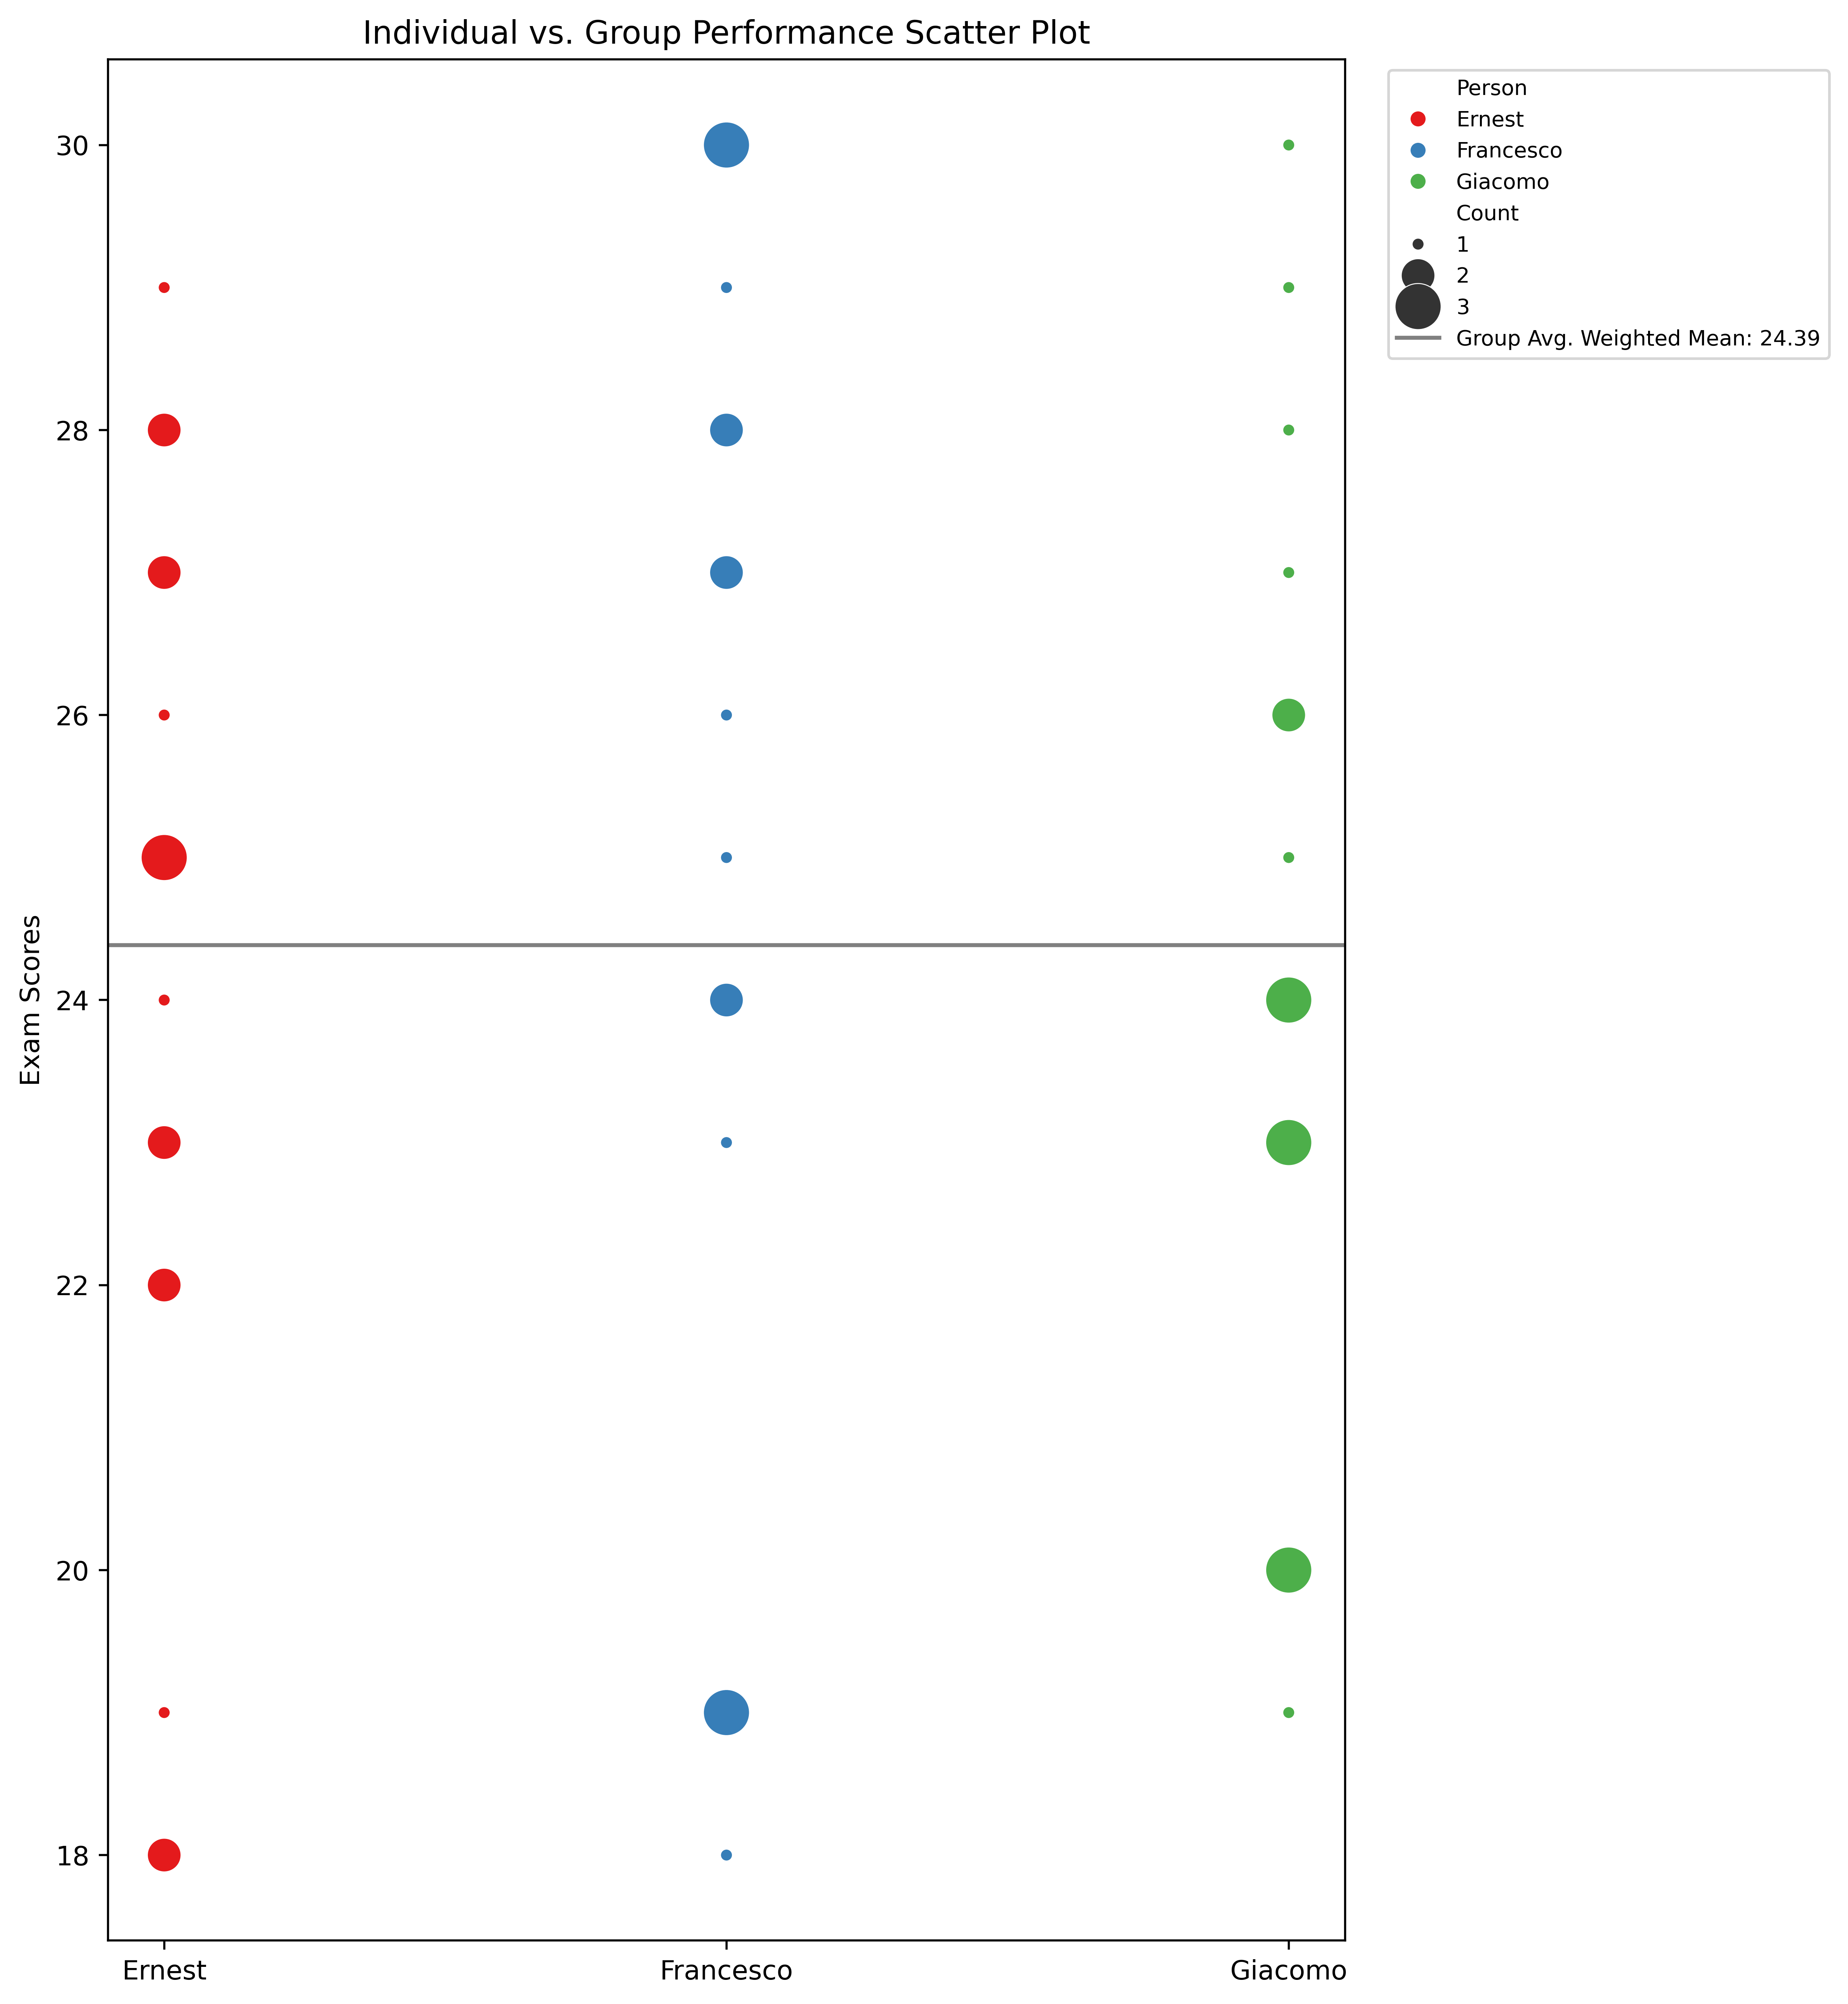 Individual vs. Group Performance Scatter Plot
Exam Scores
30
28
26
24
22
20
18
Ernest
Francesco
Giacomo
Person
Ernest
Francesco
Giacomo
Count
1
2
3
Group Avg. Weighted Mean: 24.39